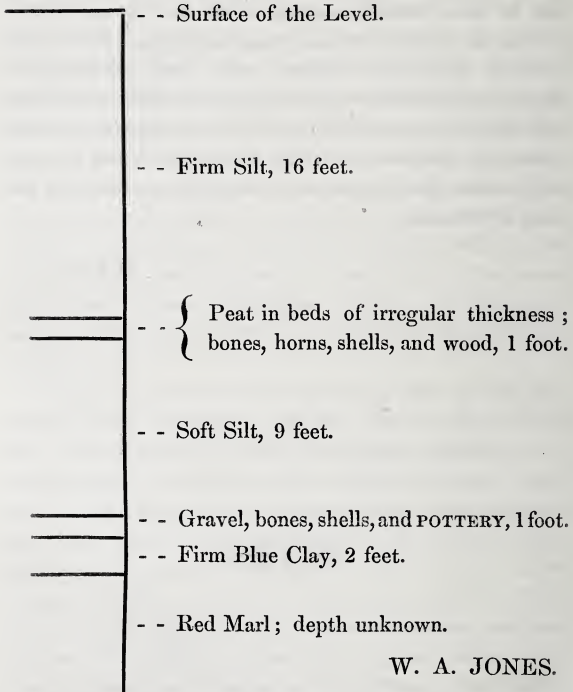 - - Surface of the Level.
- - Firm Silt, 16 feet.
- - { Peat in beds of irregular thickness ;
bones, horns, shells, and wood, 1 foot.
- - Soft Silt, 9 feet.
- - Gravel, bones, shells, and POTTERY, 1 foot.
- - Firm Blue Clay, 2 feet.
- - Red Marl ; depth unknown.
W. A. JONES.